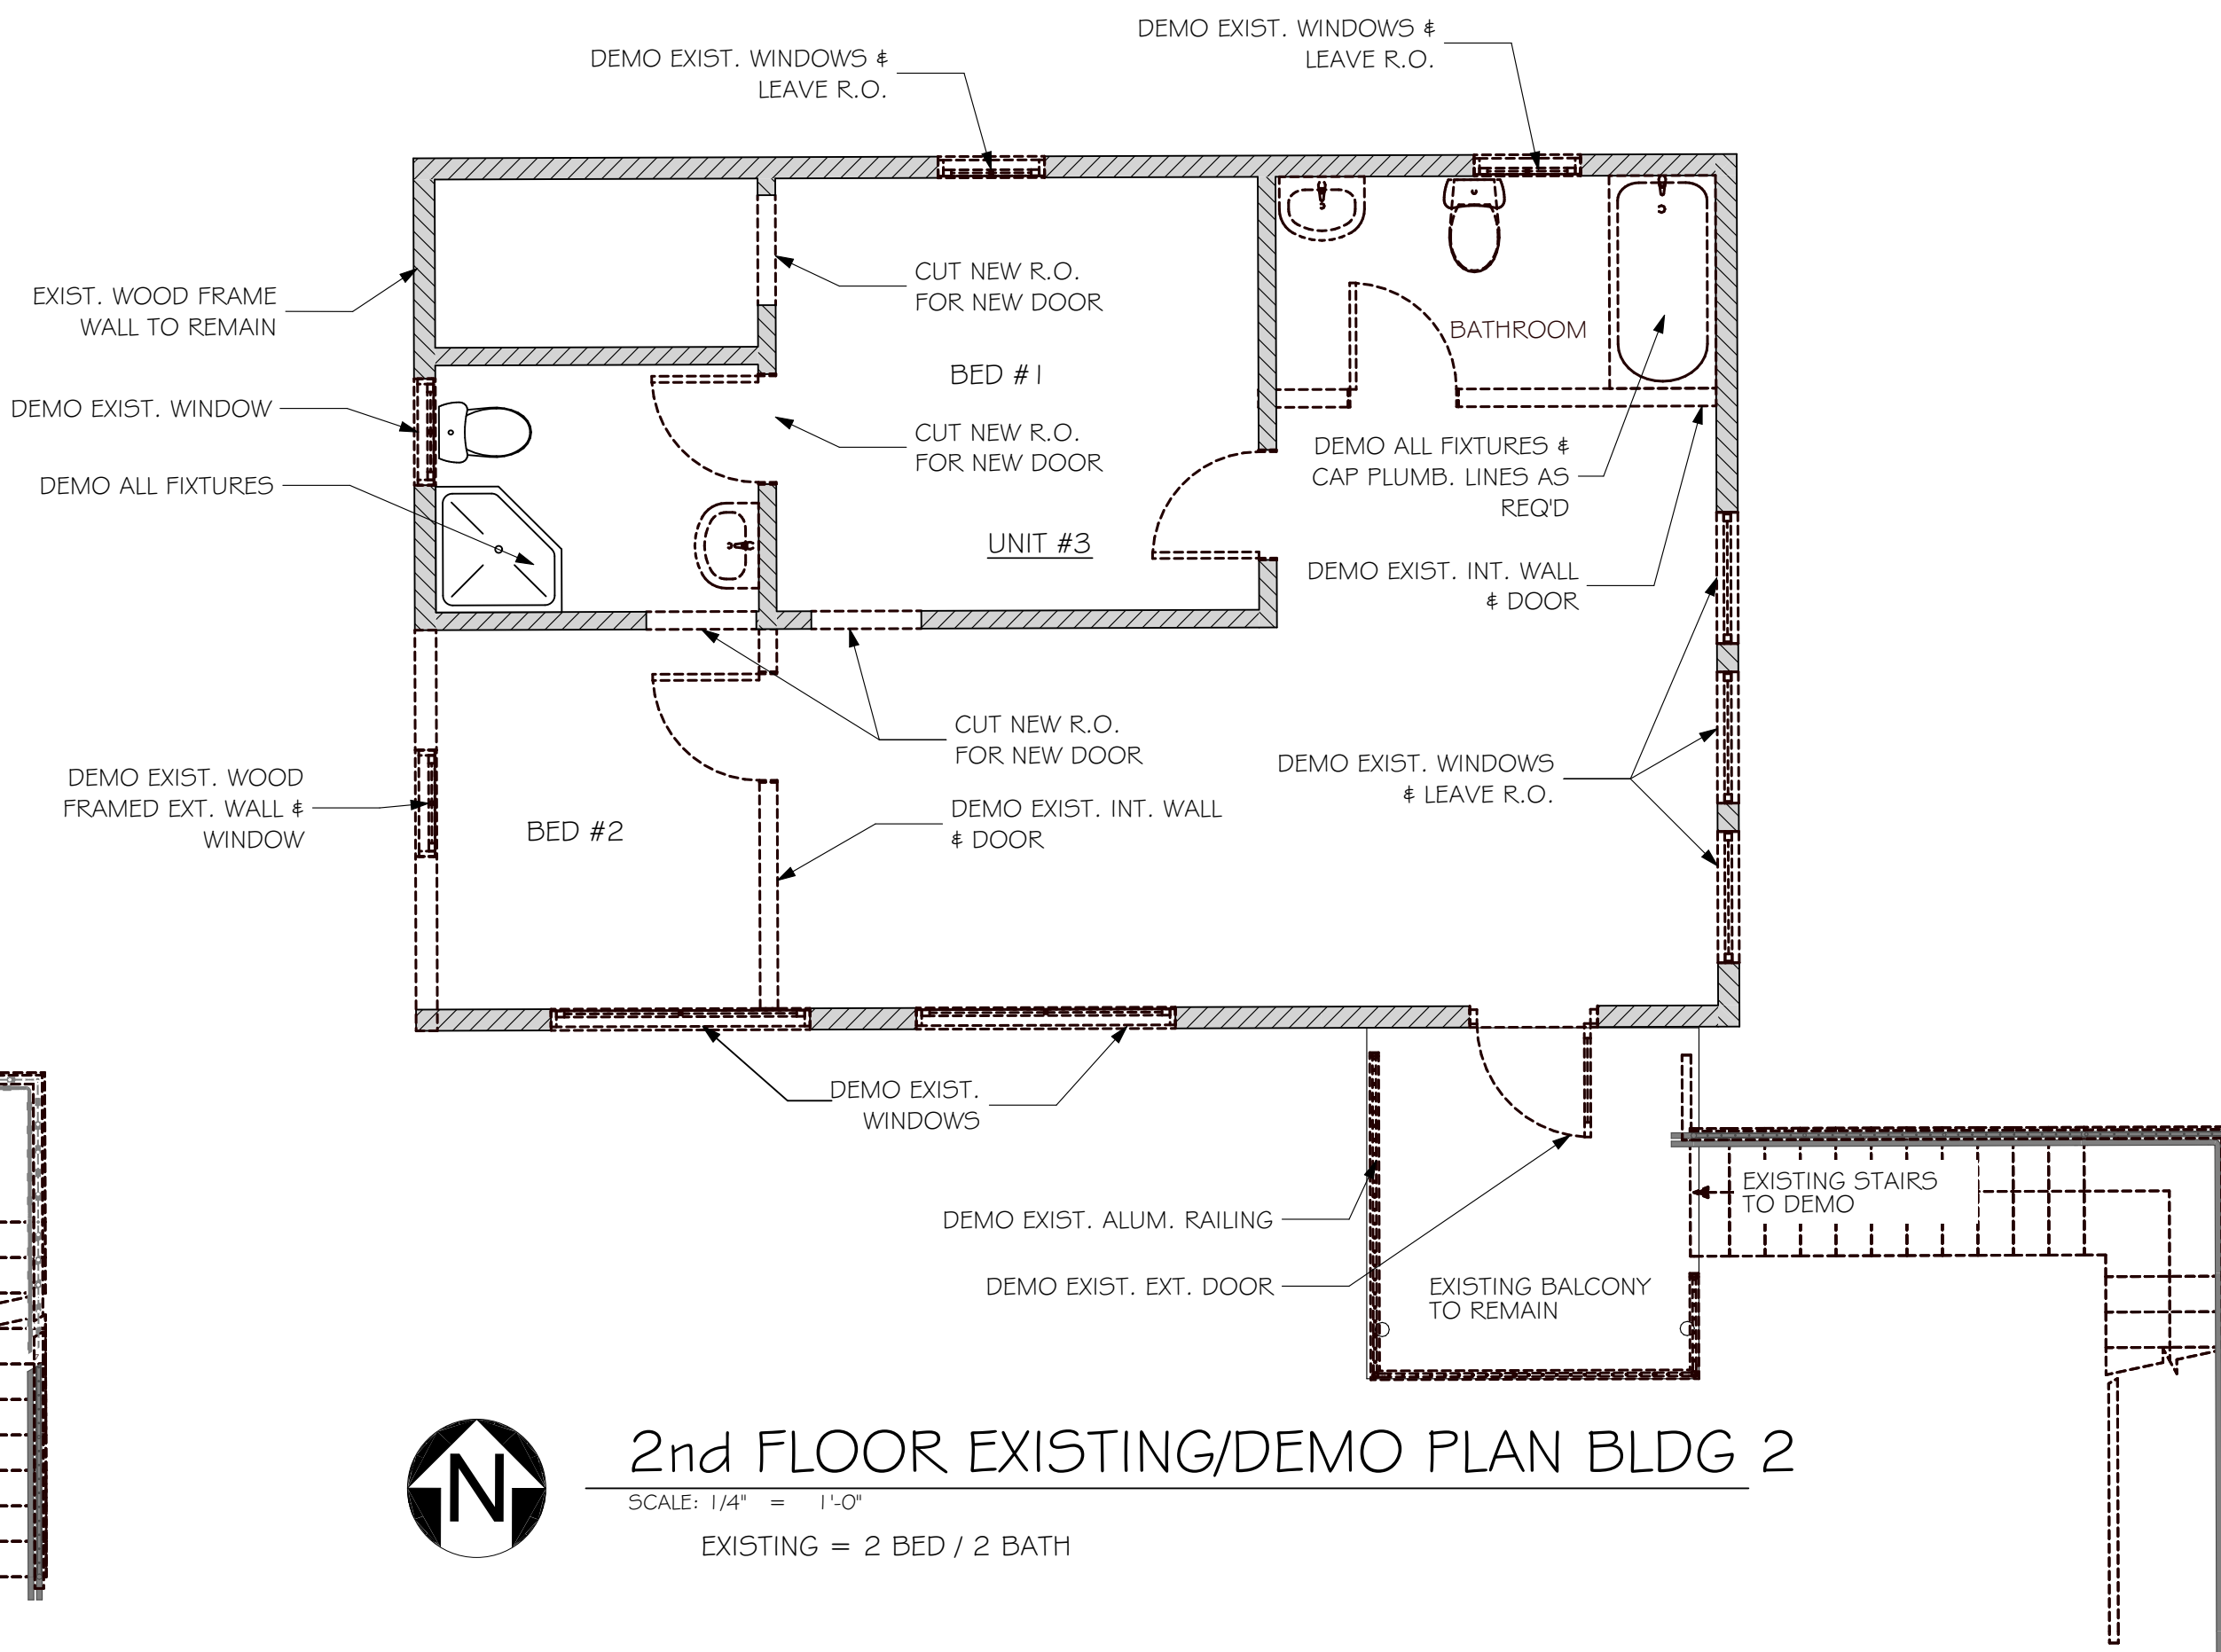 DEMO EXIST. WINDOWS &
LEAVE R.O.
DEMO EXIST. WINDOWS &
LEAVE R.O.
EXIST. WOOD FRAME
WALL TO REMAIN
CUT NEW R.O.
FOR NEW DOOR
BATHROOM
BED #1
DEMO EXIST. WINDOW
CUT NEW R.O.
FOR NEW DOOR
DEMO ALL FIXTURES &
CAP PLUMB. LINES AS
REQ'D
DEMO ALL FIXTURES
UNIT #3
DEMO EXIST. INT. WALL
& DOOR
CUT NEW R.O.
FOR NEW DOOR
DEMO EXIST. WOOD
FRAMED EXT. WALL &
WINDOW
BED #2
DEMO EXIST. INT. WALL
& DOOR
DEMO EXIST. WINDOWS
& LEAVE R.O.
DEMO EXIST.
WINDOWS
EXISTING STAIRS
TO DEMO
DEMO EXIST. ALUM. RAILING
DEMO EXIST. EXT. DOOR
EXISTING BALCONY
TO REMAIN
N
2nd FLOOR EXISTING/DEMO PLAN BLDG 2
SCALE: 1/4" = 1'-0"
EXISTING = 2 BED / 2 BATH